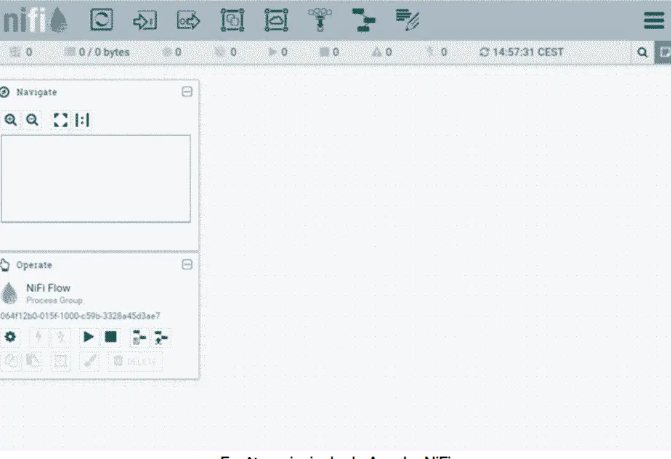 nifi
0 0 / 0 bytes 0 0 0 0 0 0 14:57:31 CEST
Navigate
Operate
NiFi Flow
Process Group
064f12b0-015f-1000-c59b-3328a45d3ae7
DELETE